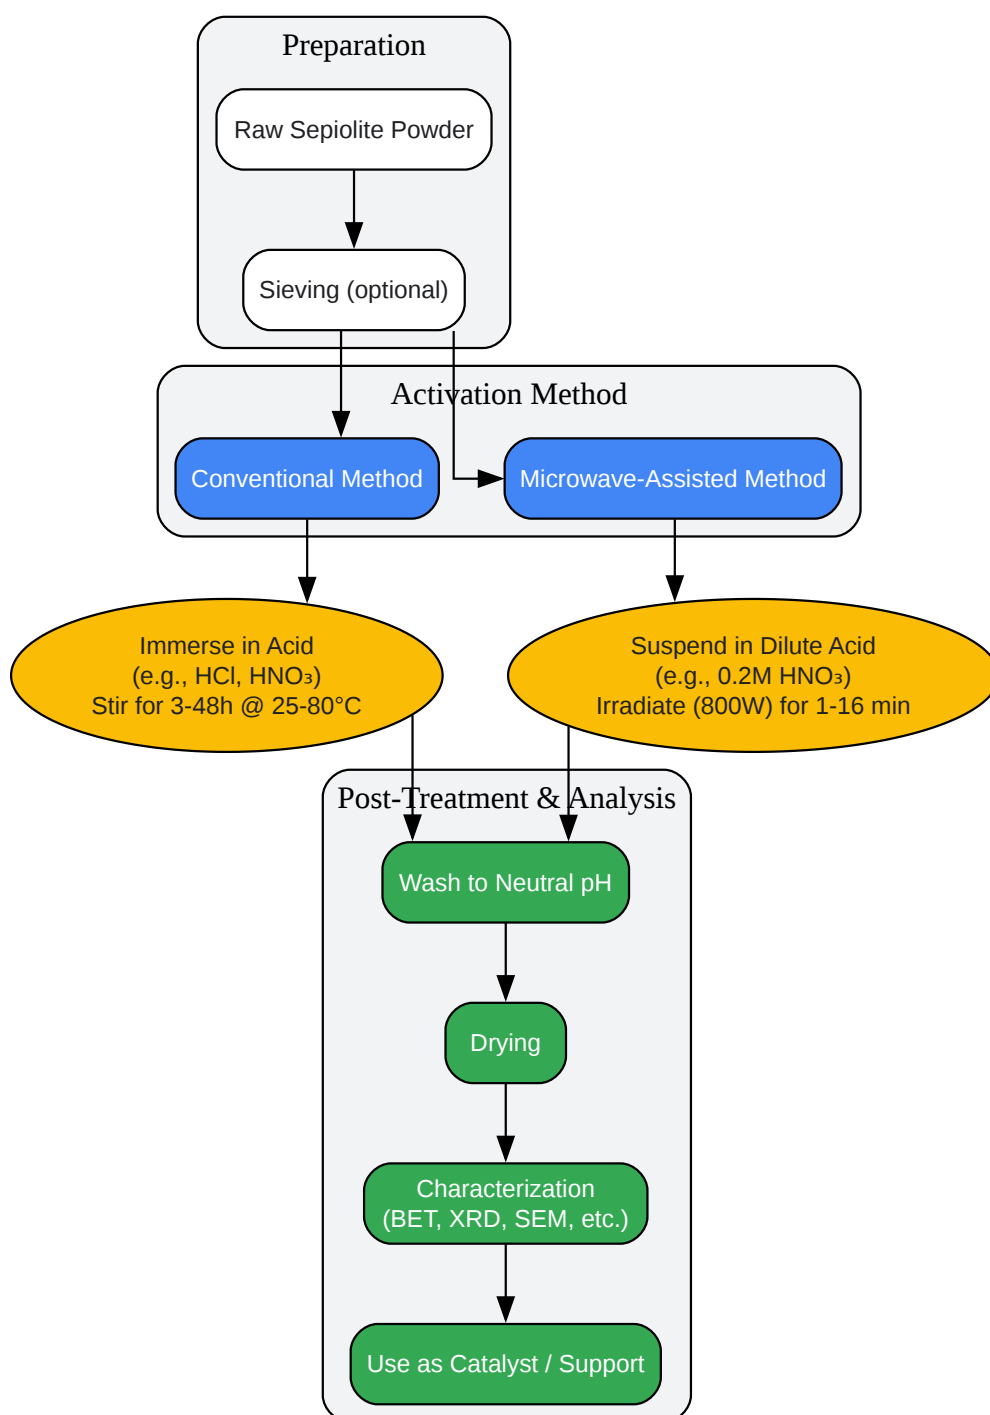 Preparation
Raw Sepiolite Powder
Sieving (optional)
Activation Method
Conventional Method
Microwave-Assisted Method
Immerse in Acid
(e.g., HCl, HNO₃)
Stir for 3-48h @ 25-80°C
Suspend in Dilute Acid
(e.g., 0.2M HNO₃)
Irradiate (800W) for 1-16 min
Post-Treatment & Analysis
Wash to Neutral pH
Drying
Characterization
(BET, XRD, SEM, etc.)
Use as Catalyst / Support